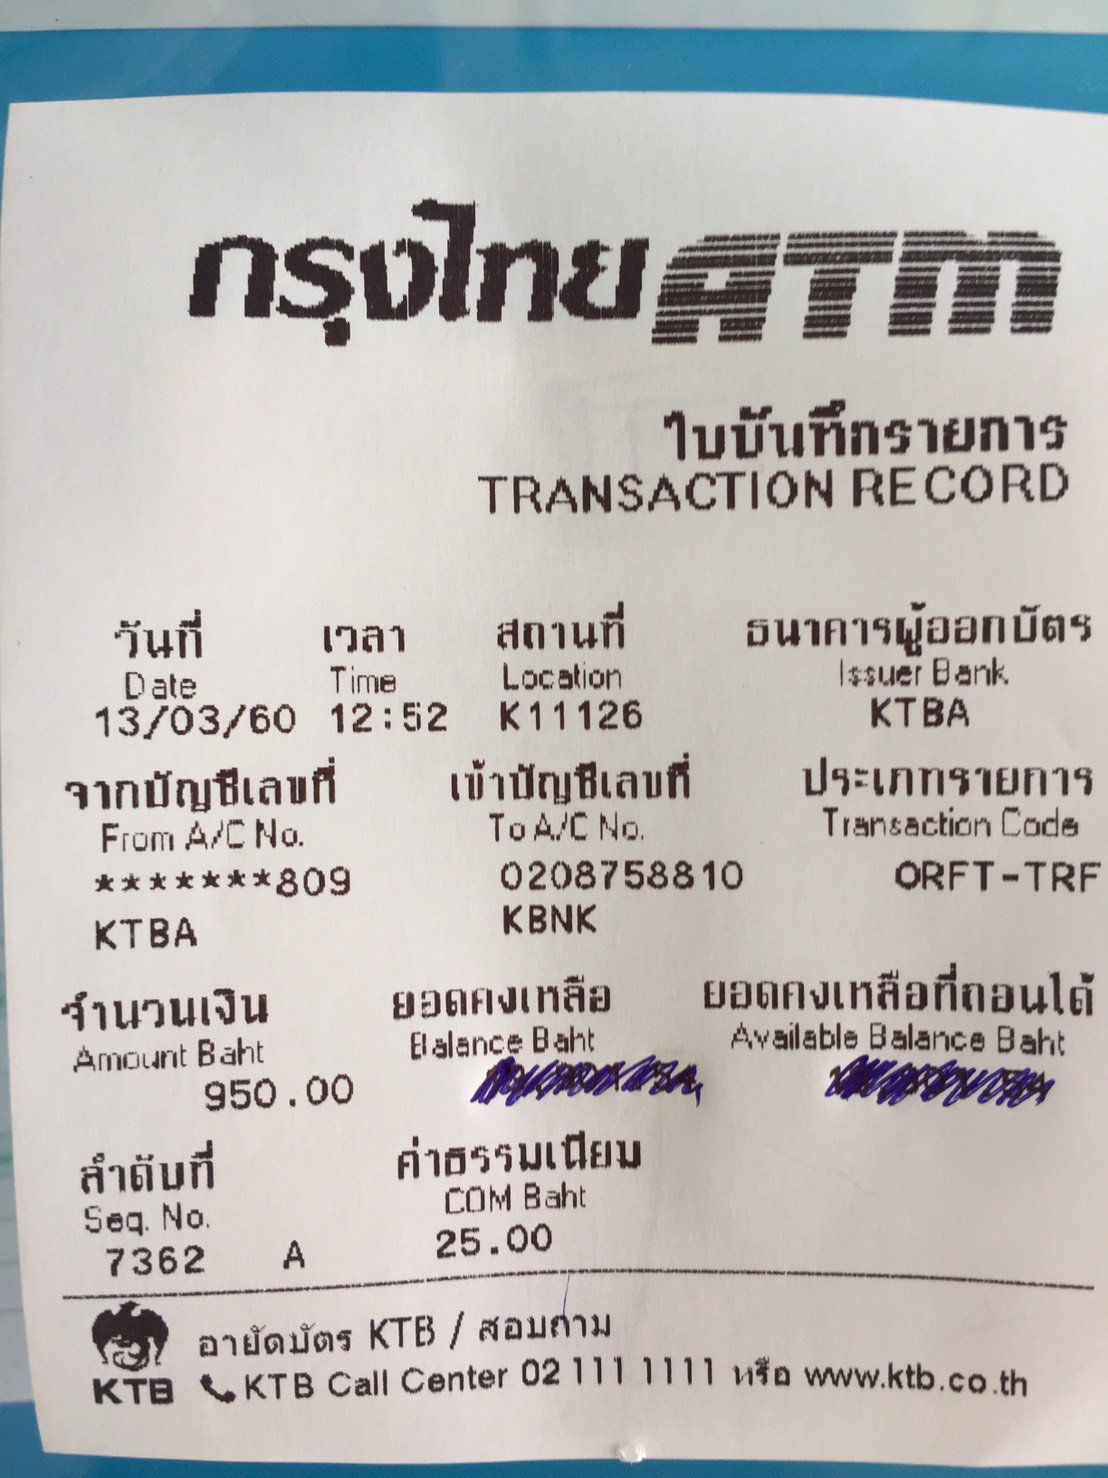 กรุงไทย ATM
ใบบันทึกรายการ
TRANSACTION RECORD
วันที่ เวลา สถานที่ ธนาคารผู้ออกบัตร
Date Time Location Issuer Bank
13/03/60 12:52 K11126 KTBA
จากบัญชีเลขที่ เข้าบัญชีเลขที่ ประเภทรายการ
From A/C No. To A/C No. Transaction Code
*******809 0208758810 ORFT-TRF
KTBA KBNK
จำนวนเงิน ยอดคงเหลือ ยอดคงเหลือที่ถอนได้
Amount Baht Balance Baht Available Balance Baht
950.00
ลำดับที่ ค่าธรรมเนียม
Seq. No. COM Baht
7362 A 25.00
อายัดบัตร KTB / สอบถาม
KTB KTB Call Center 02 111 1111 หรือ www.ktb.co.th